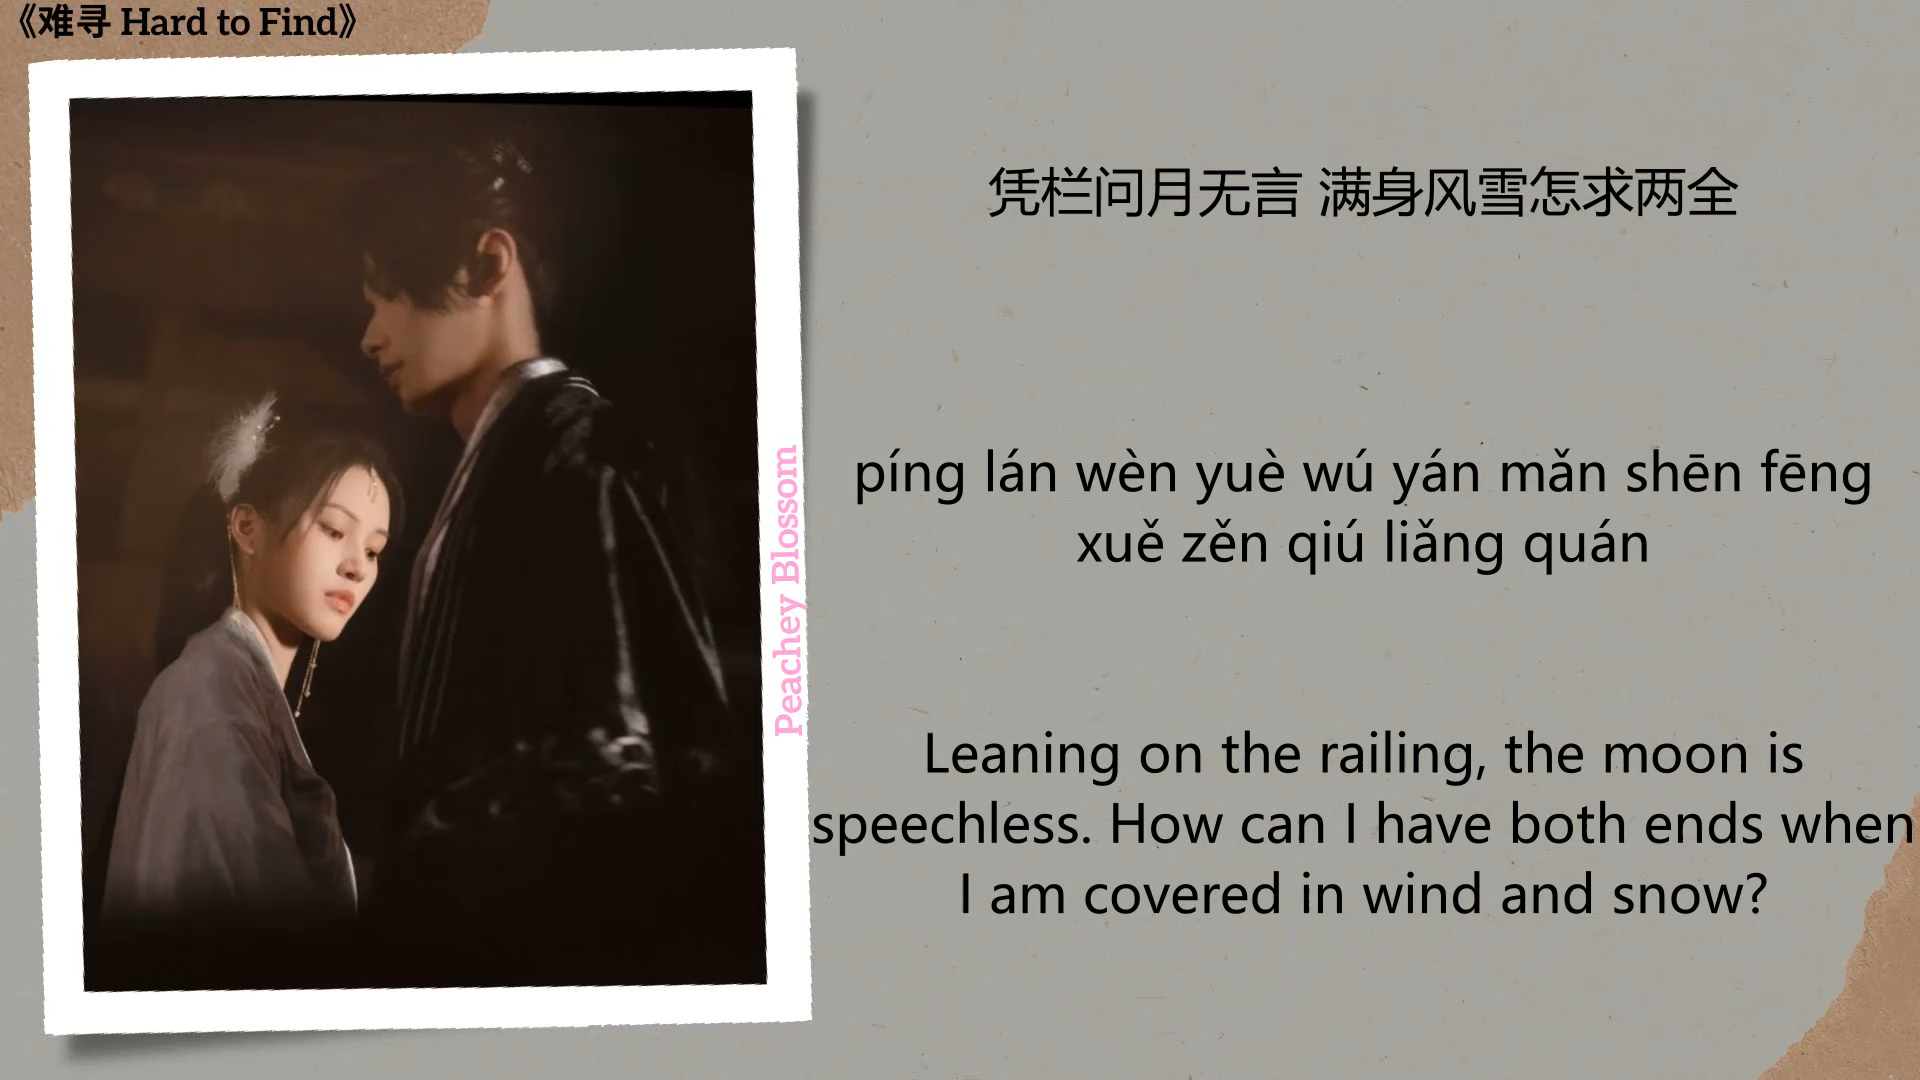 《难寻 Hard to Find》
凭栏问月无言 满身风雪怎求两全
píng lán wèn yuè wú yán mǎn shēn fēng
xuě zěn qiú liǎng quán
Leaning on the railing, the moon is
speechless. How can I have both ends when
I am covered in wind and snow?
Peachey Blossom